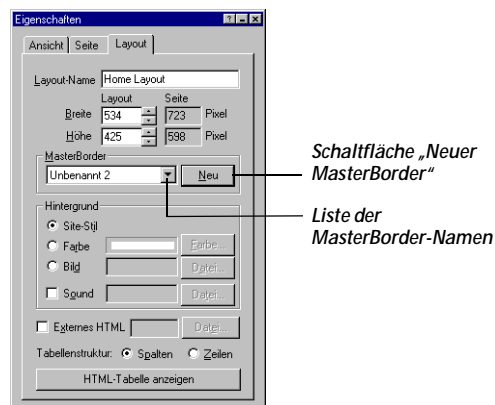 Eigenschaften
Ansicht Seite Layout
Layout-Name Home Layout
Layout Seite
Breite 534 723 Pixel
Höhe 425 598 Pixel
MasterBorder
Unbenannt 2 Neu
Schaltfläche „Neuer
MasterBorder“
Liste der
MasterBorder-Namen
Hintergrund
Site-Stil
Farbe Farbe...
Bild Datei...
Sound Datei...
Externes HTML Datei...
Tabellenstruktur: Spalten Zeilen
HTML-Tabelle anzeigen